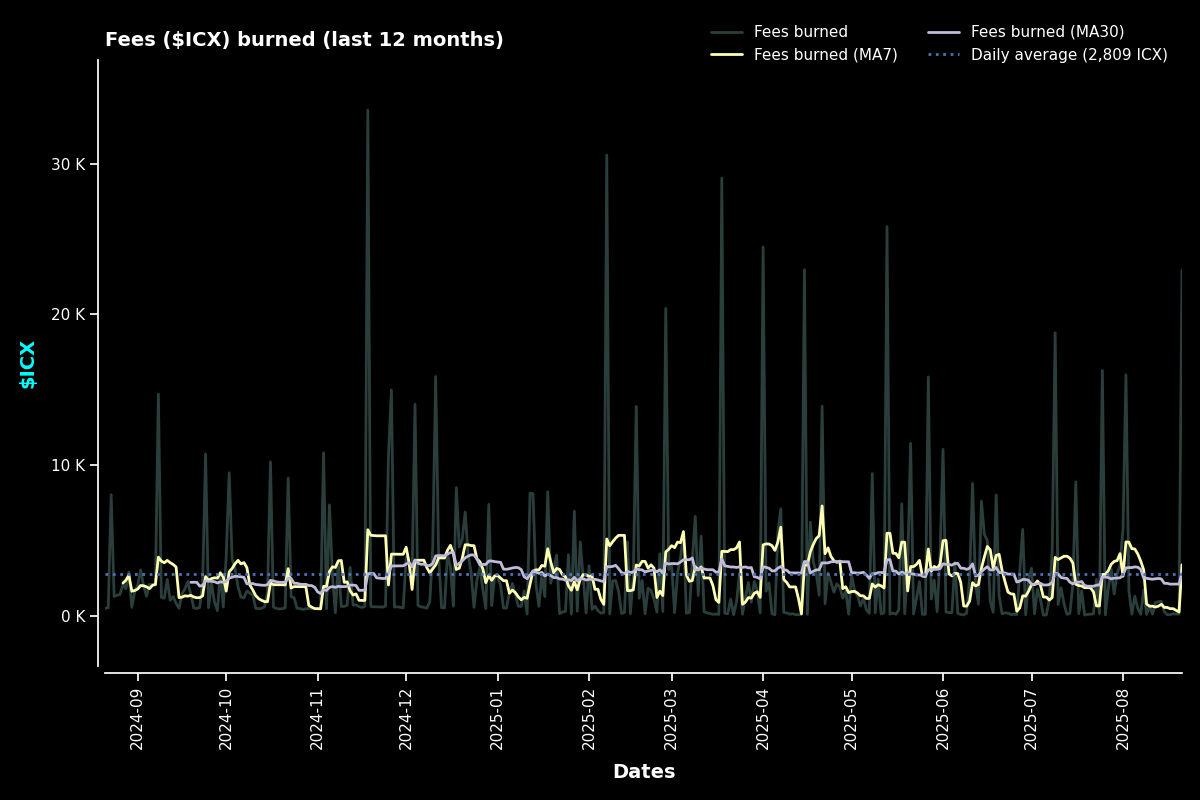 Fees ($ICX) burned (last 12 months)
Fees burned
Fees burned (MA7)
Fees burned (MA30)
Daily average (2,809 ICX)
$ICX
30 K
20 K
10 K
0 K
2024-09
2024-10
2024-11
2024-12
2025-01
2025-02
2025-03
2025-04
2025-05
2025-06
2025-07
2025-08
Dates